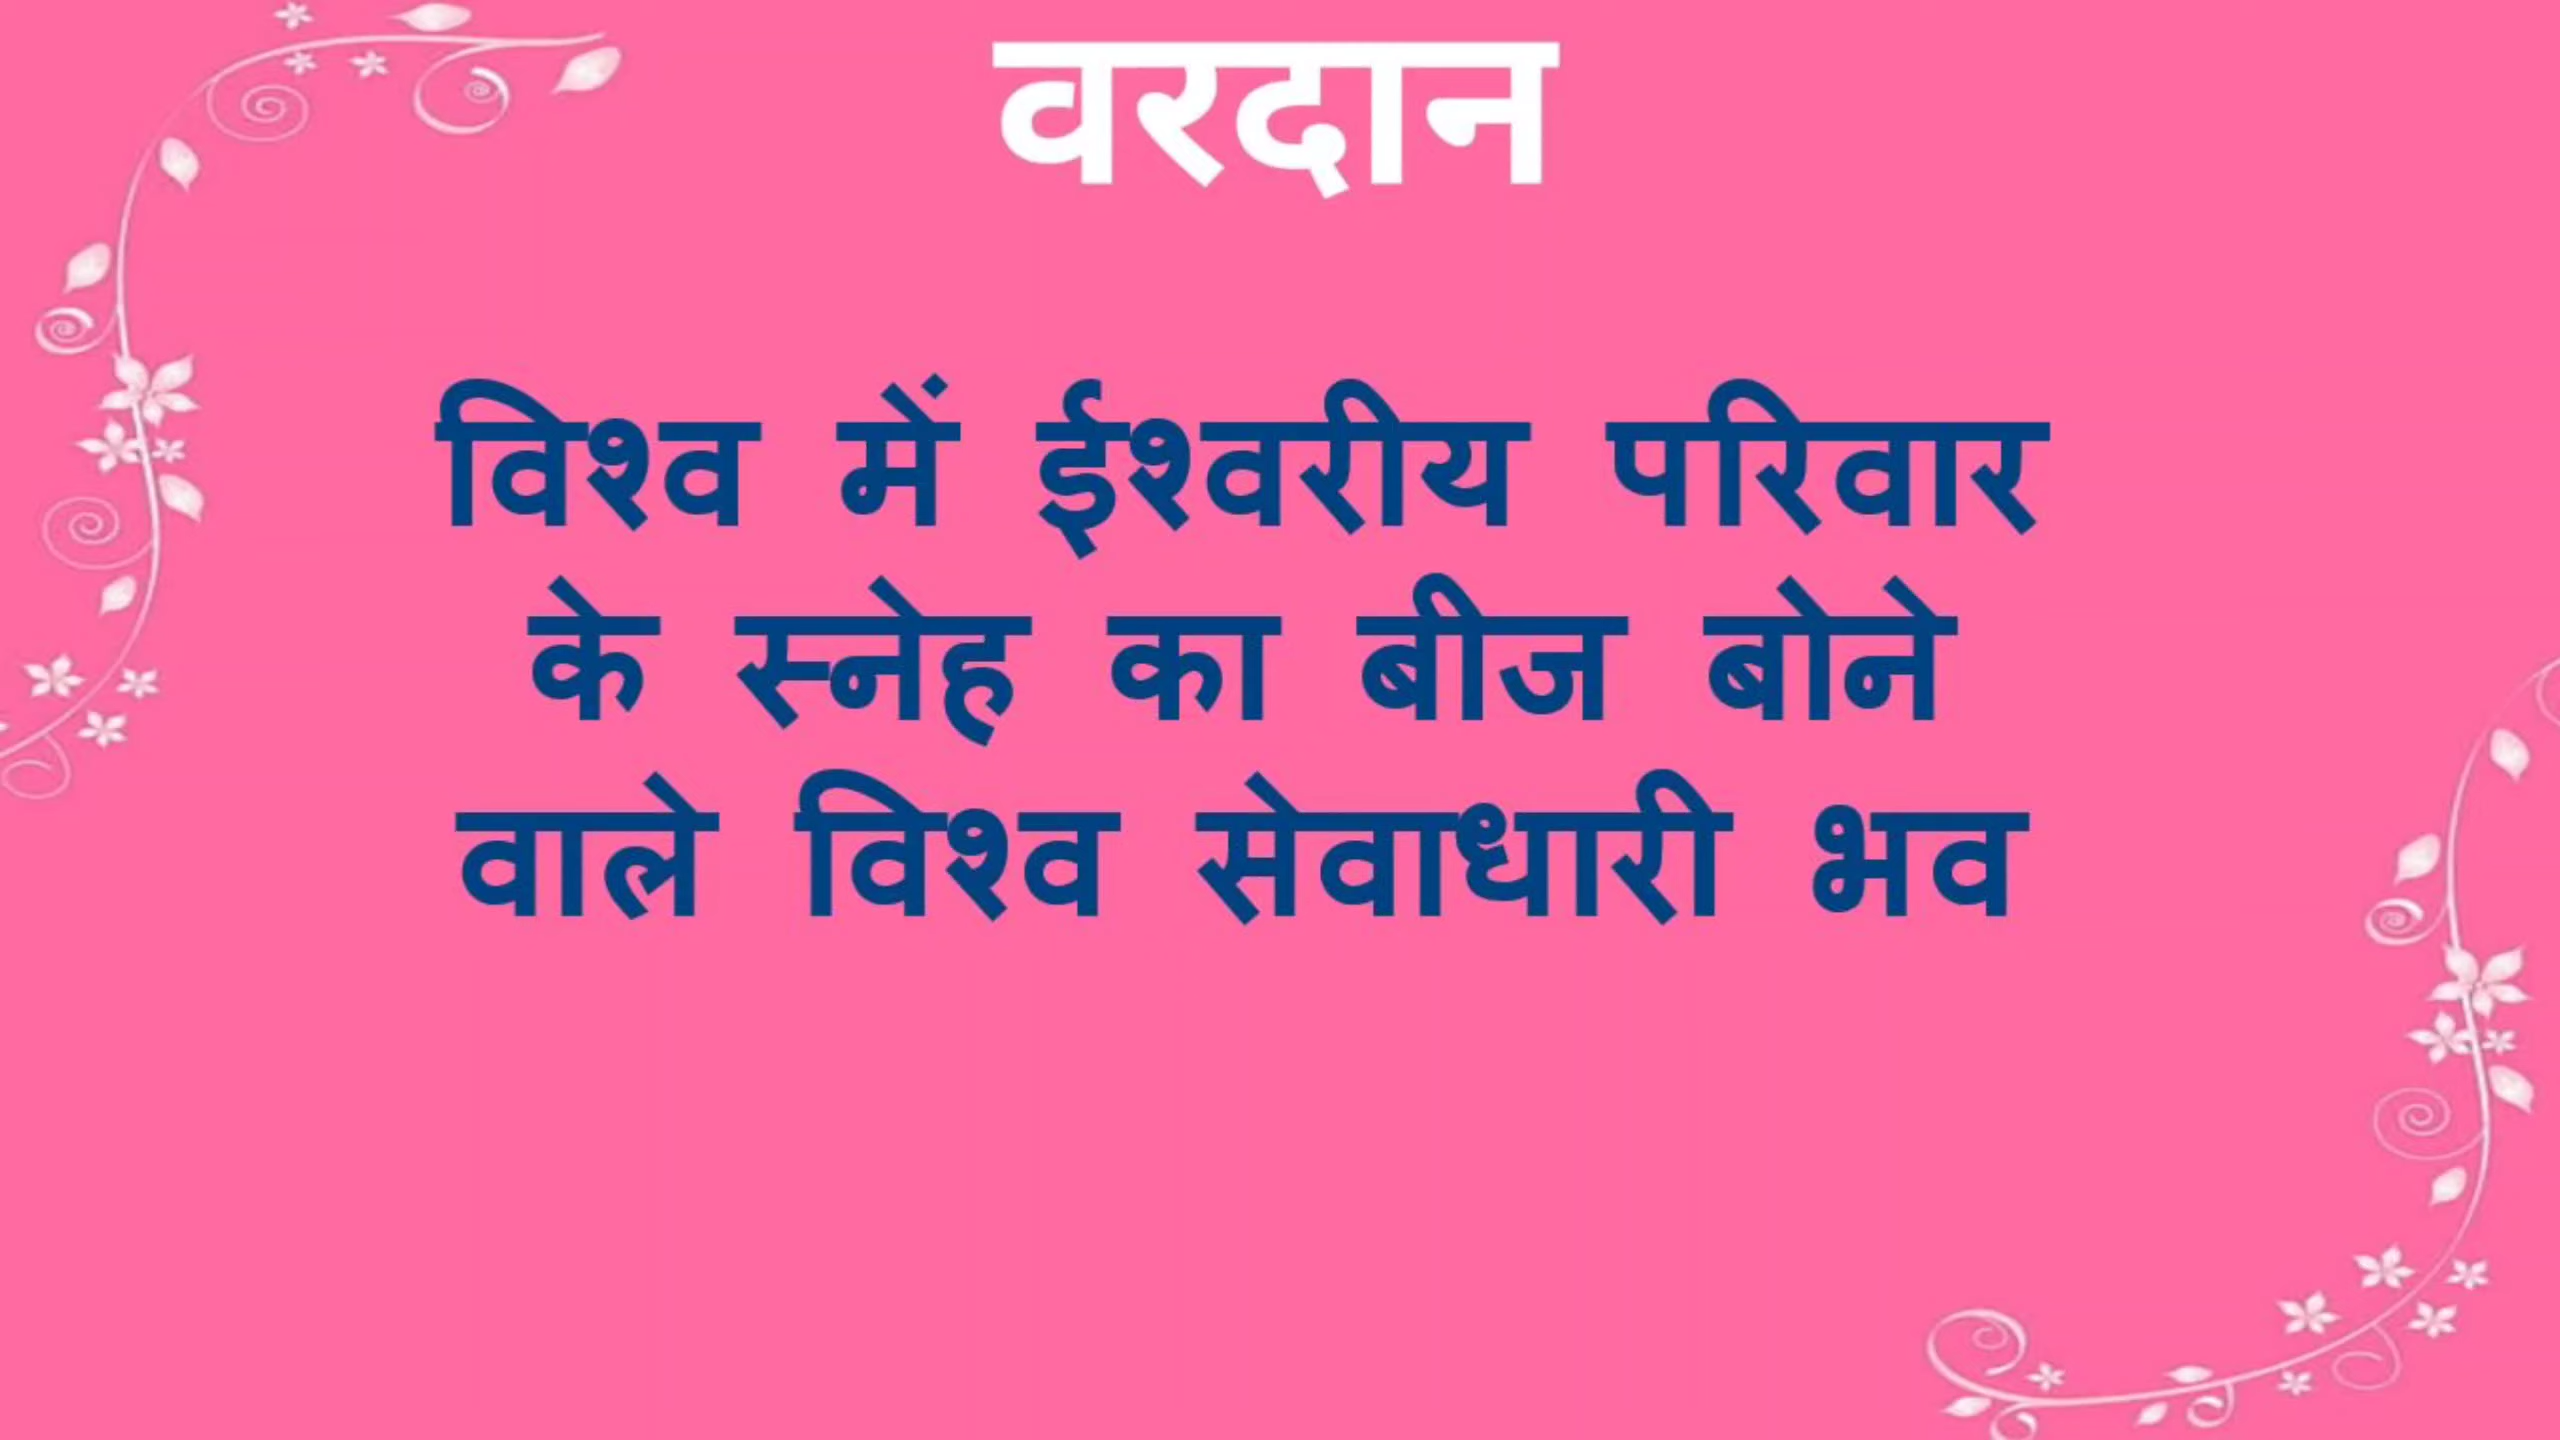 वरदान
विश्व में ईश्वरीय परिवार
के स्नेह का बीज बोने
वाले विश्व सेवाधारी भव